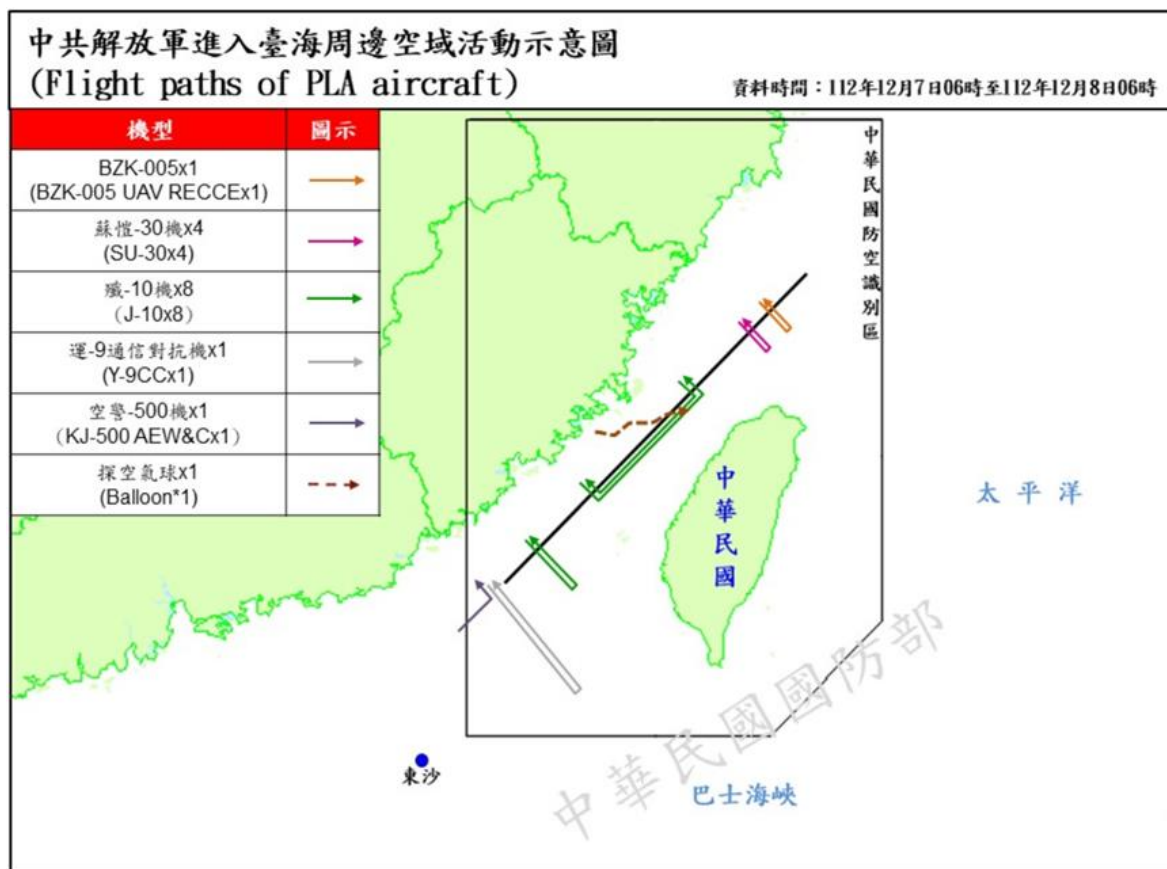 中共解放軍進入臺海周邊空域活動示意圖
(Flight paths of PLA aircraft)
資料時間：112年12月7日06時至112年12月8日06時
機型
圖示
BZK-005x1
(BZK-005 UAV RECCEx1)
蘇愷-30機x4
(SU-30x4)
殲-10機x8
(J-10x8)
運-9通信對抗機x1
(Y-9CCx1)
空警-500機x1
(KJ-500 AEW&Cx1)
探空氣球x1
(Balloon*1)
中華民國防空識別區
中華民國
太平洋
東沙
巴士海峽
中華民國國防部